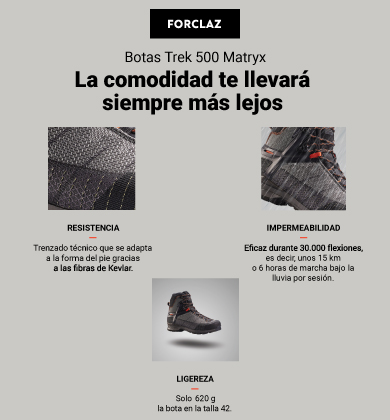 FORCLAZ
Botas Trek 500 Matryx
La comodidad te llevará
siempre más lejos
RESISTENCIA
Trenzado técnico que se adapta
a la forma del pie gracias
a las fibras de Kevlar.
IMPERMEABILIDAD
Eficaz durante 30.000 flexiones,
es decir, unos 15 km
o 6 horas de marcha bajo la
lluvia por sesión.
LIGEREZA
Solo 620 g
la bota en la talla 42.